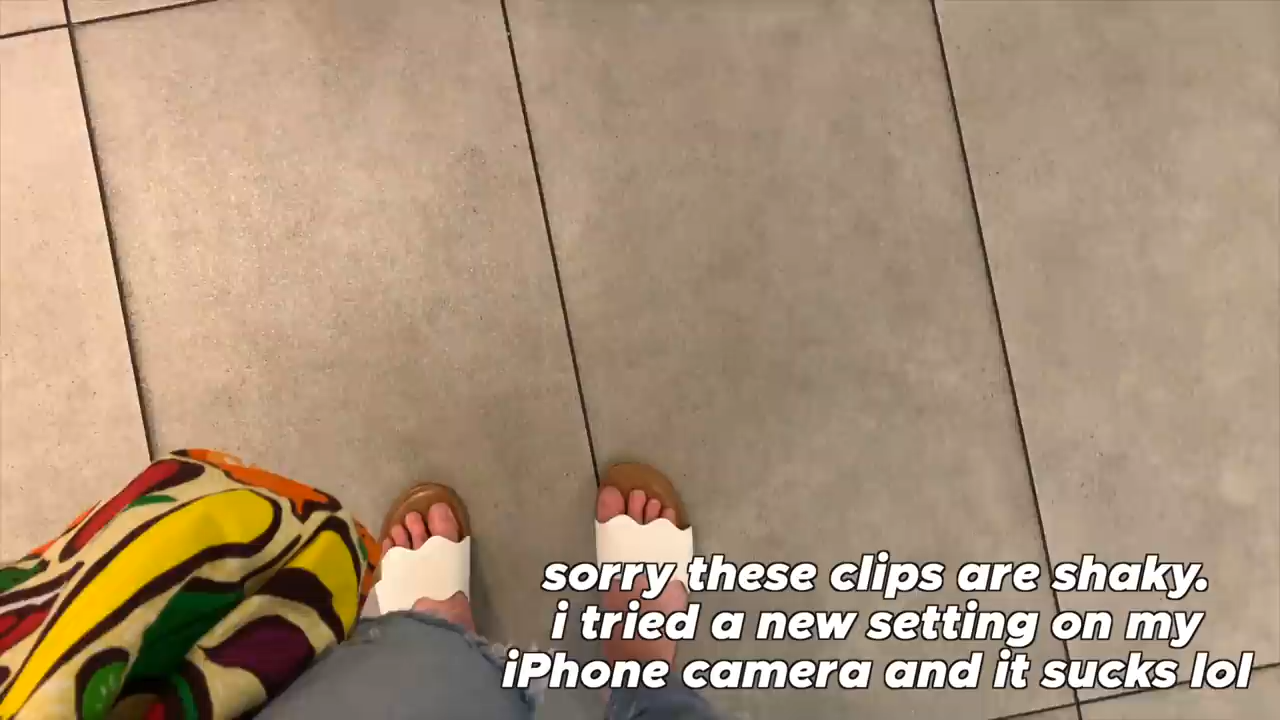 sorry these clips are shaky.
i tried a new setting on my
iPhone camera and it sucks lol